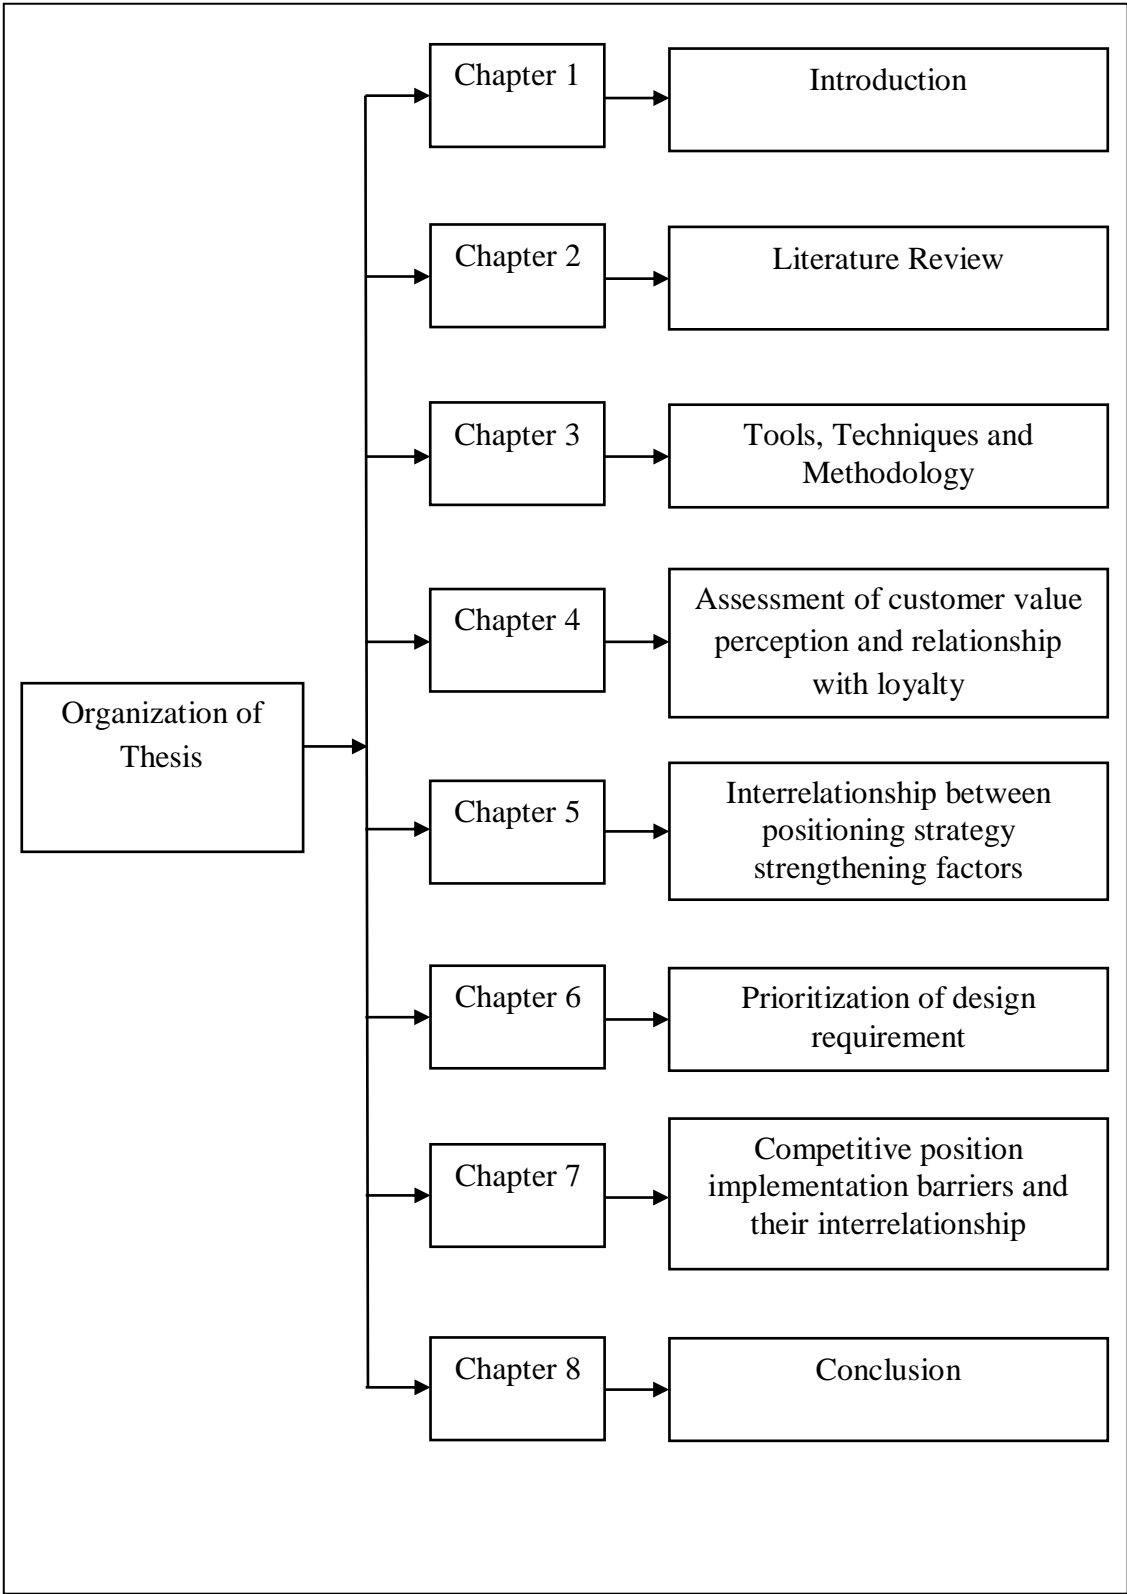 Organization of
Thesis
Chapter 1
Introduction
Chapter 2
Literature Review
Chapter 3
Tools, Techniques and
Methodology
Chapter 4
Assessment of customer value
perception and relationship
with loyalty
Chapter 5
Interrelationship between
positioning strategy
strengthening factors
Chapter 6
Prioritization of design
requirement
Chapter 7
Competitive position
implementation barriers and
their interrelationship
Chapter 8
Conclusion